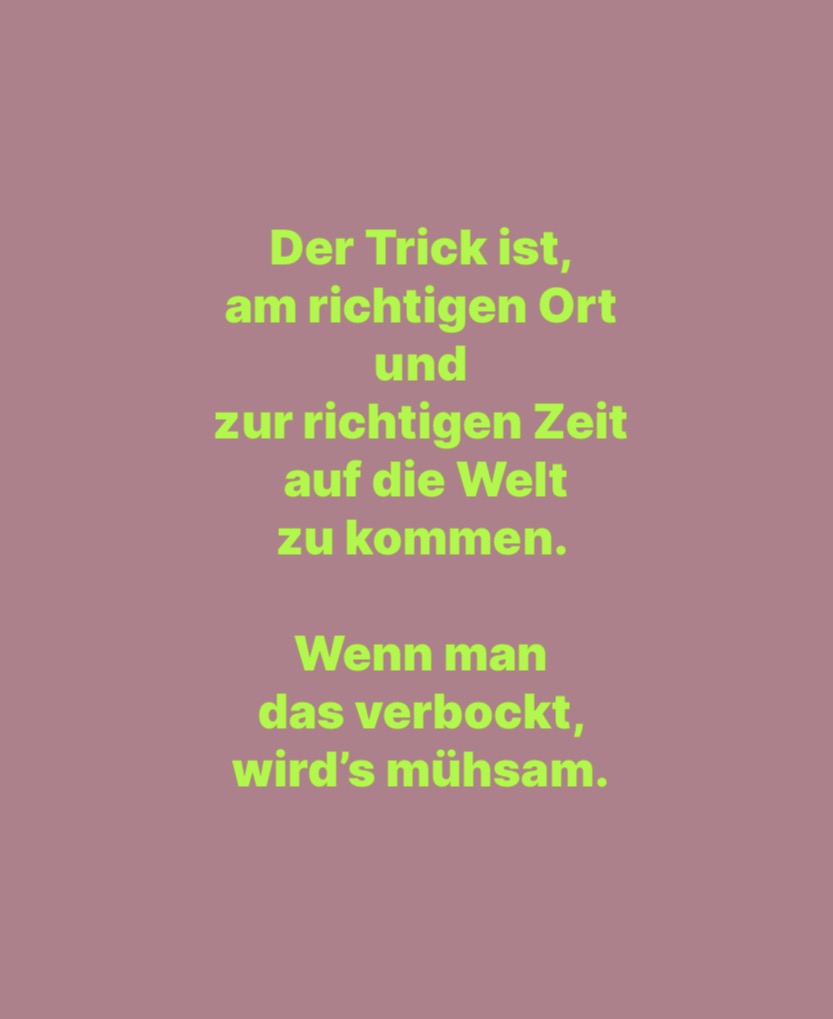 Der Trick ist,
am richtigen Ort
und
zur richtigen Zeit
auf die Welt
zu kommen.
Wenn man
das verbockt,
wird’s mühsam.